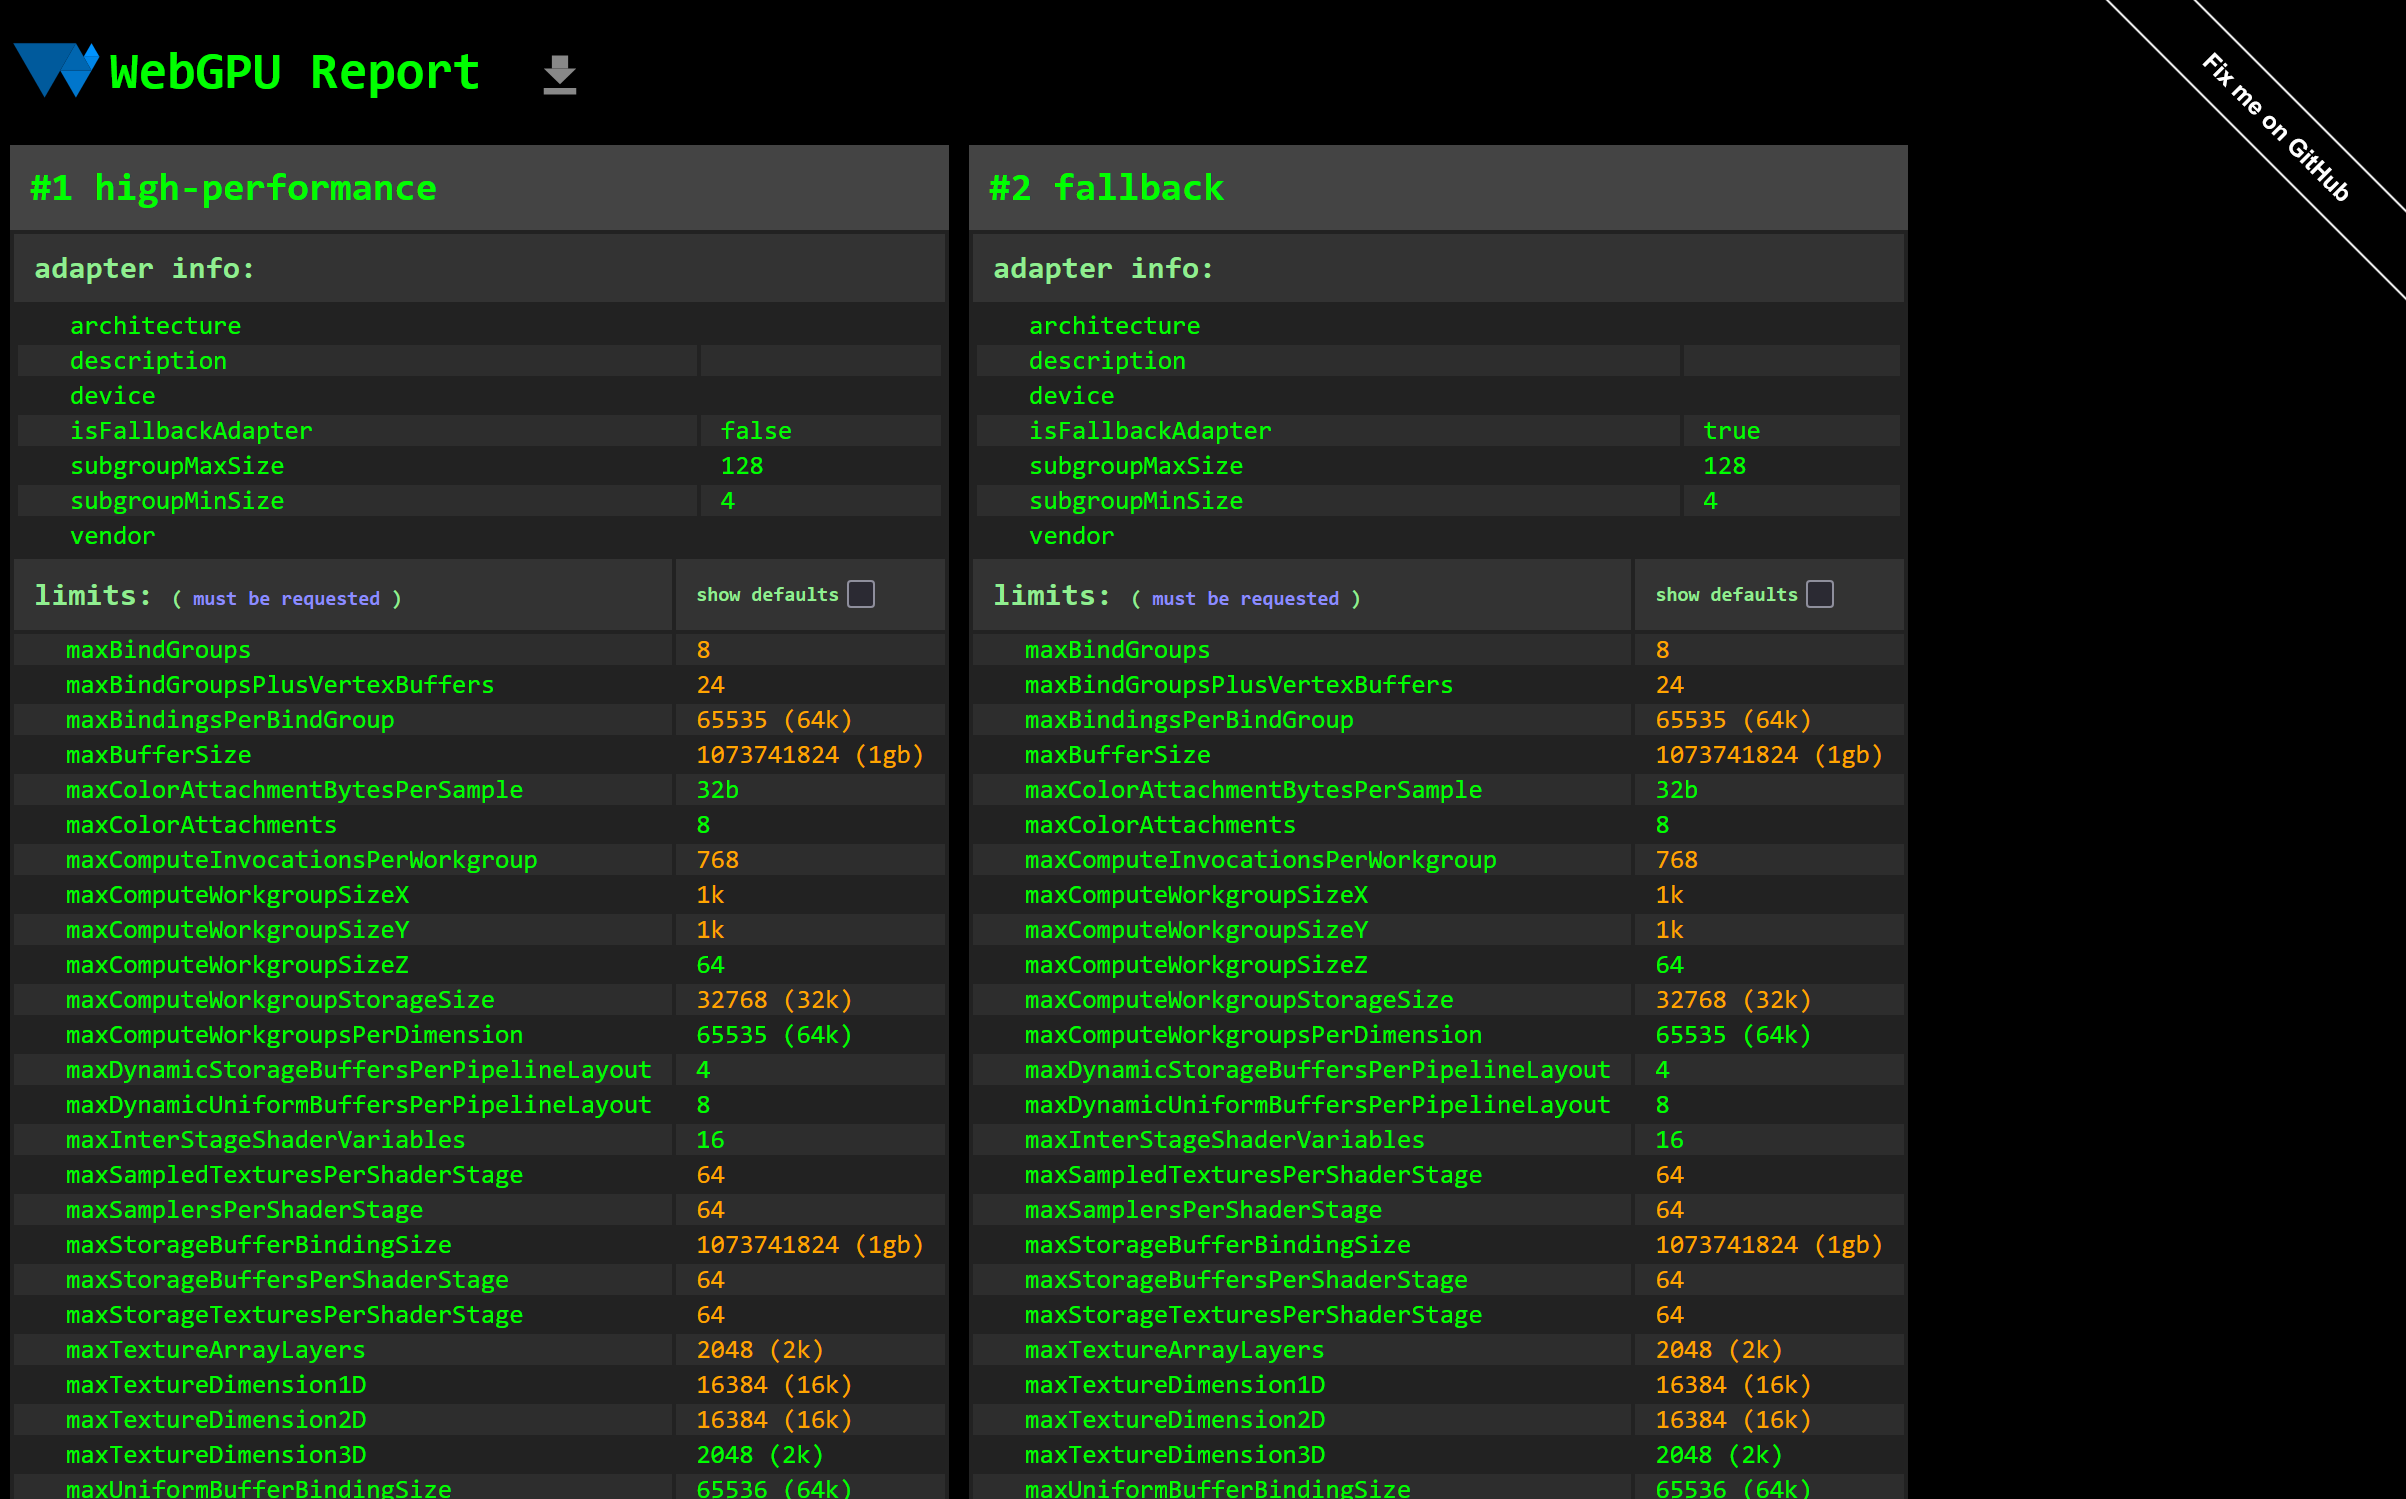 WebGPU Report
Fix me on GitHub
#1 high-performance
adapter info:
architecture
description
device
isFallbackAdapter false
subgroupMaxSize 128
subgroupMinSize 4
vendor
limits: ( must be requested ) show defaults
maxBindGroups 8
maxBindGroupsPlusVertexBuffers 24
maxBindingsPerBindGroup 65535 (64k)
maxBufferSize 1073741824 (1gb)
maxColorAttachmentBytesPerSample 32b
maxColorAttachments 8
maxComputeInvocationsPerWorkgroup 768
maxComputeWorkgroupSizeX 1k
maxComputeWorkgroupSizeY 1k
maxComputeWorkgroupSizeZ 64
maxComputeWorkgroupStorageSize 32768 (32k)
maxComputeWorkgroupsPerDimension 65535 (64k)
maxDynamicStorageBuffersPerPipelineLayout 4
maxDynamicUniformBuffersPerPipelineLayout 8
maxInterStageShaderVariables 16
maxSampledTexturesPerShaderStage 64
maxSamplersPerShaderStage 64
maxStorageBufferBindingSize 1073741824 (1gb)
maxStorageBuffersPerShaderStage 64
maxStorageTexturesPerShaderStage 64
maxTextureArrayLayers 2048 (2k)
maxTextureDimension1D 16384 (16k)
maxTextureDimension2D 16384 (16k)
maxTextureDimension3D 2048 (2k)
maxUniformBufferBindingSize 65536 (64k)
#2 fallback
adapter info:
architecture
description
device
isFallbackAdapter true
subgroupMaxSize 128
subgroupMinSize 4
vendor
limits: ( must be requested ) show defaults
maxBindGroups 8
maxBindGroupsPlusVertexBuffers 24
maxBindingsPerBindGroup 65535 (64k)
maxBufferSize 1073741824 (1gb)
maxColorAttachmentBytesPerSample 32b
maxColorAttachments 8
maxComputeInvocationsPerWorkgroup 768
maxComputeWorkgroupSizeX 1k
maxComputeWorkgroupSizeY 1k
maxComputeWorkgroupSizeZ 64
maxComputeWorkgroupStorageSize 32768 (32k)
maxComputeWorkgroupsPerDimension 65535 (64k)
maxDynamicStorageBuffersPerPipelineLayout 4
maxDynamicUniformBuffersPerPipelineLayout 8
maxInterStageShaderVariables 16
maxSampledTexturesPerShaderStage 64
maxSamplersPerShaderStage 64
maxStorageBufferBindingSize 1073741824 (1gb)
maxStorageBuffersPerShaderStage 64
maxStorageTexturesPerShaderStage 64
maxTextureArrayLayers 2048 (2k)
maxTextureDimension1D 16384 (16k)
maxTextureDimension2D 16384 (16k)
maxTextureDimension3D 2048 (2k)
maxUniformBufferBindingSize 65536 (64k)